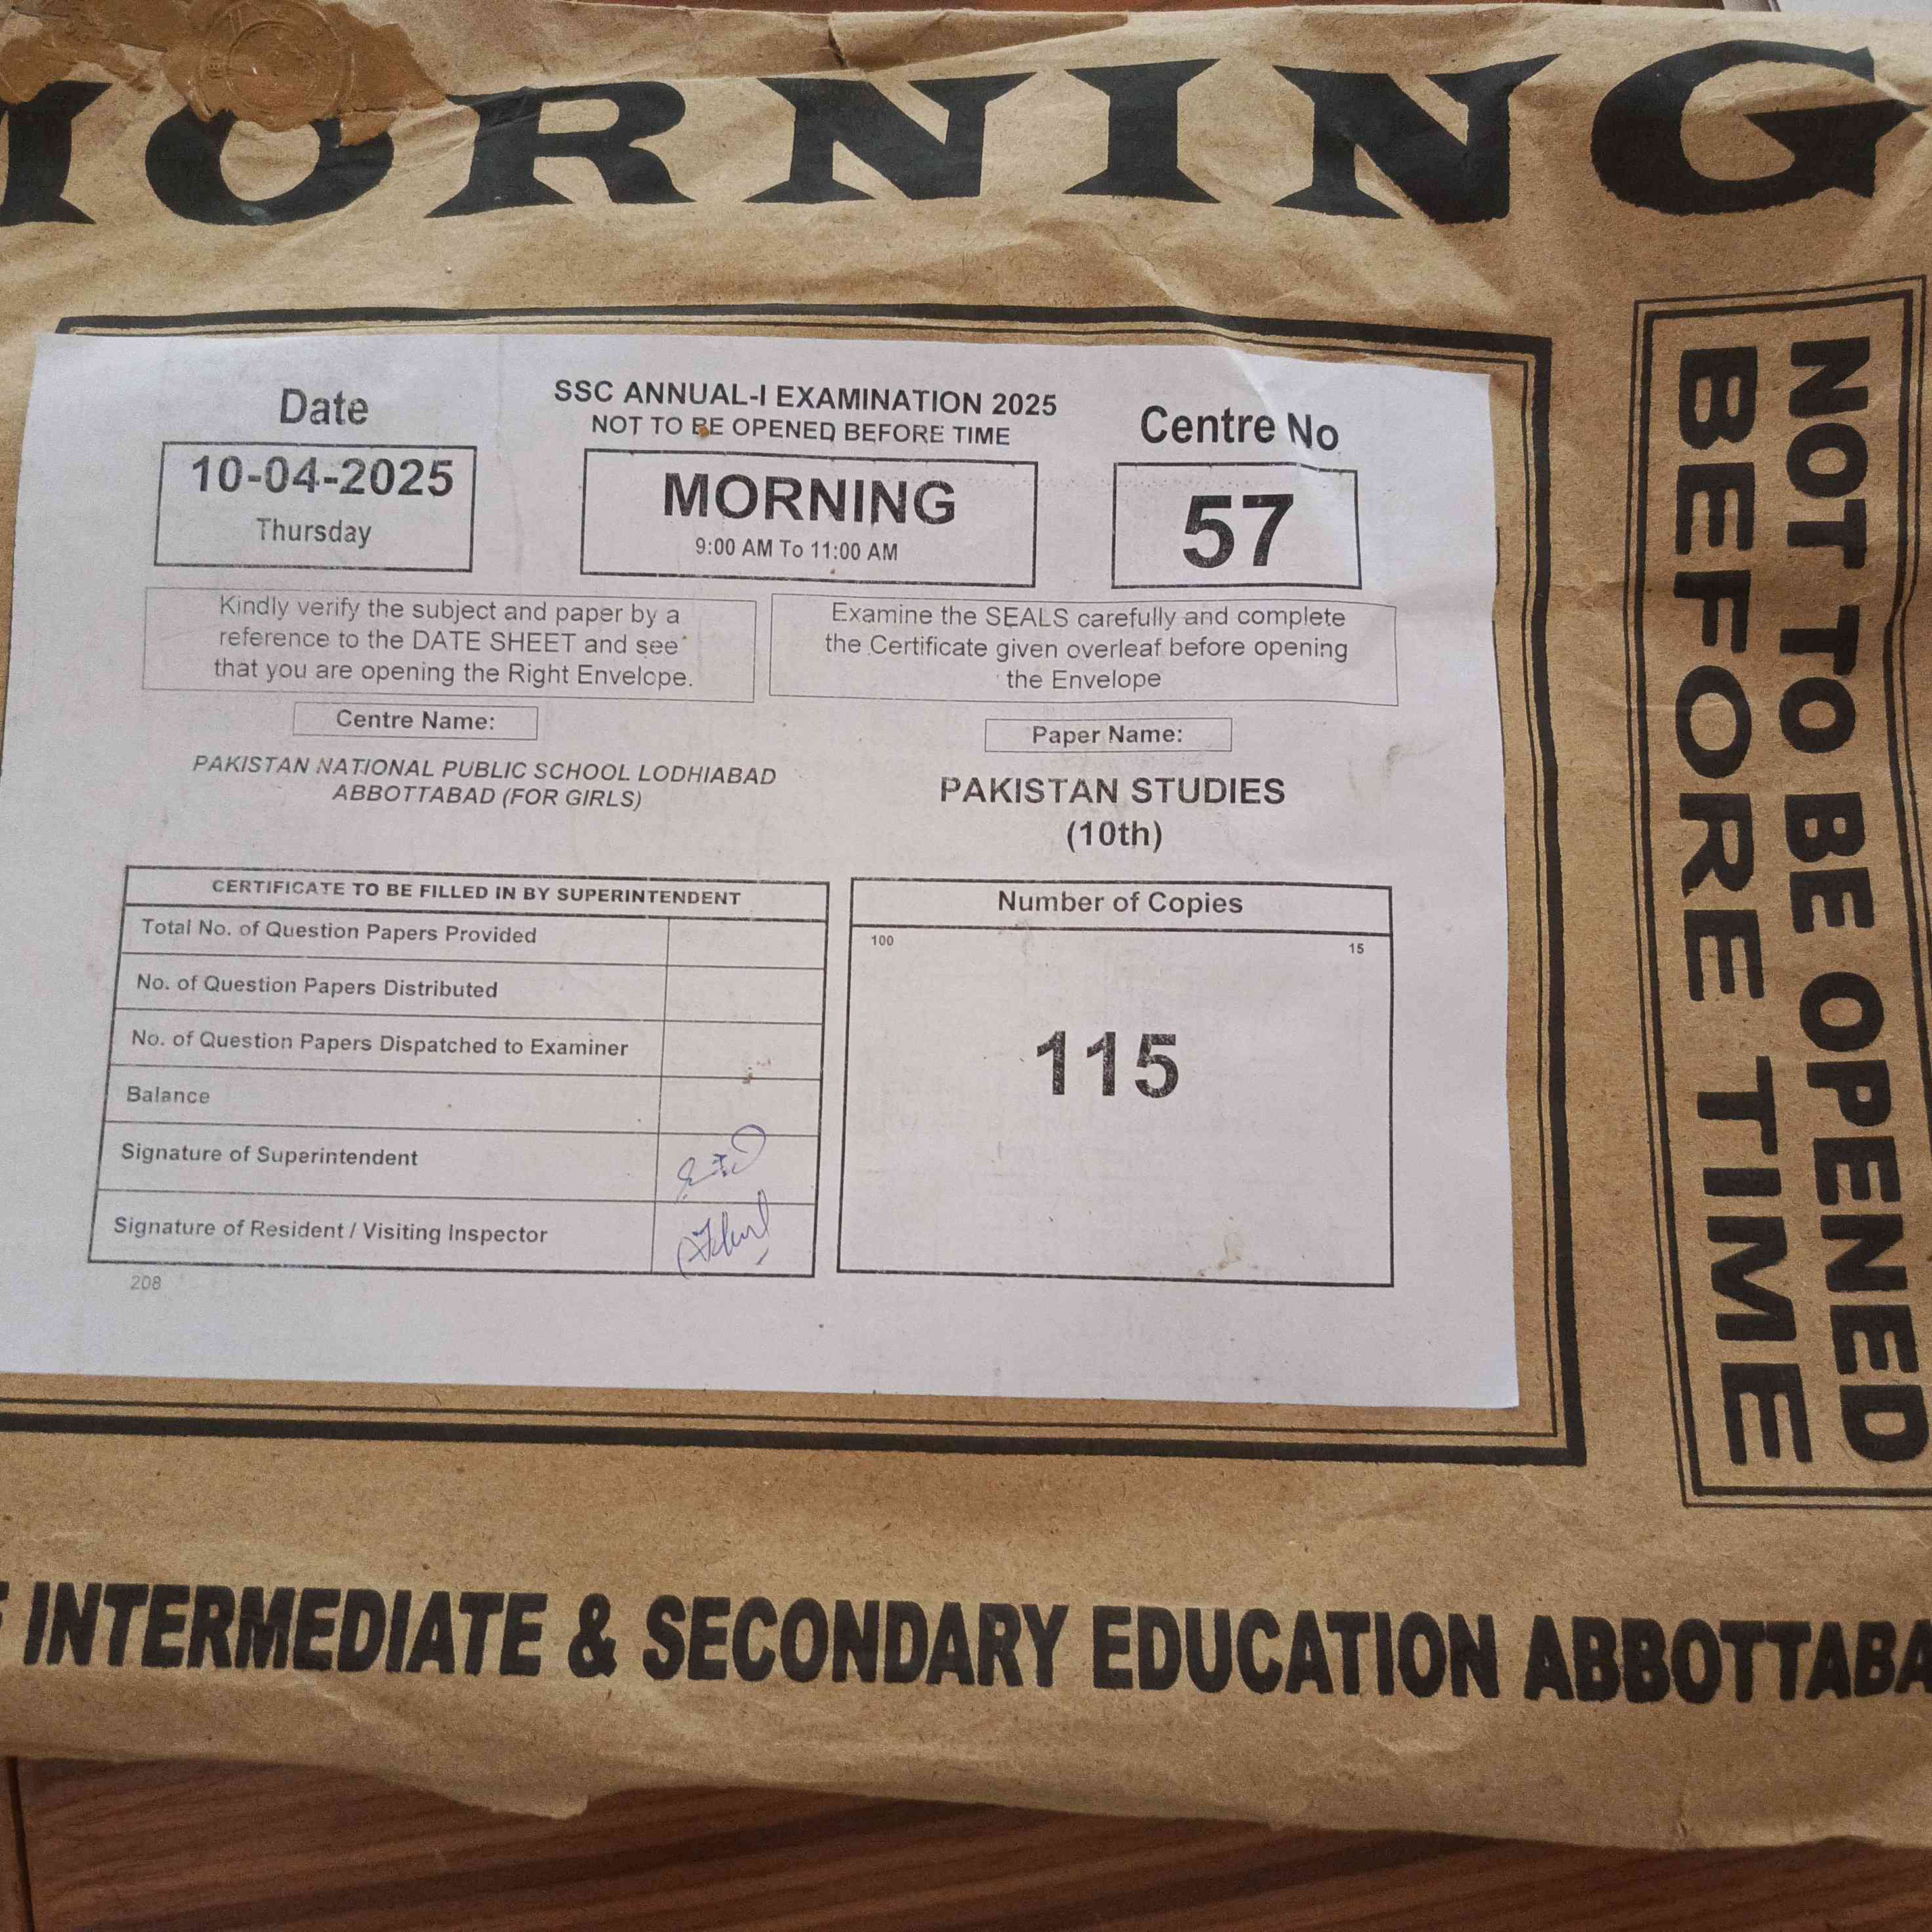 MORNING
Date
10-04-2025
Thursday
SSC ANNUAL-I EXAMINATION 2025
NOT TO BE OPENED BEFORE TIME
MORNING
9:00 AM To 11:00 AM
Centre No
57
Kindly verify the subject and paper by a
reference to the DATE SHEET and see
that you are opening the Right Envelope.
Examine the SEALS carefully and complete
the Certificate given overleaf before opening
the Envelope
Centre Name:
PAKISTAN NATIONAL PUBLIC SCHOOL LODHIABAD
ABBOTTABAD (FOR GIRLS)
Paper Name:
PAKISTAN STUDIES
(10th)
CERTIFICATE TO BE FILLED IN BY SUPERINTENDENT
Total No. of Question Papers Provided
No. of Question Papers Distributed
No. of Question Papers Dispatched to Examiner
Balance
Signature of Superintendent
Signature of Resident / Visiting Inspector
208
Number of Copies
100 15
115
NOT TO BE OPENED
BEFORE TIME
INTERMEDIATE & SECONDARY EDUCATION ABBOTTABA